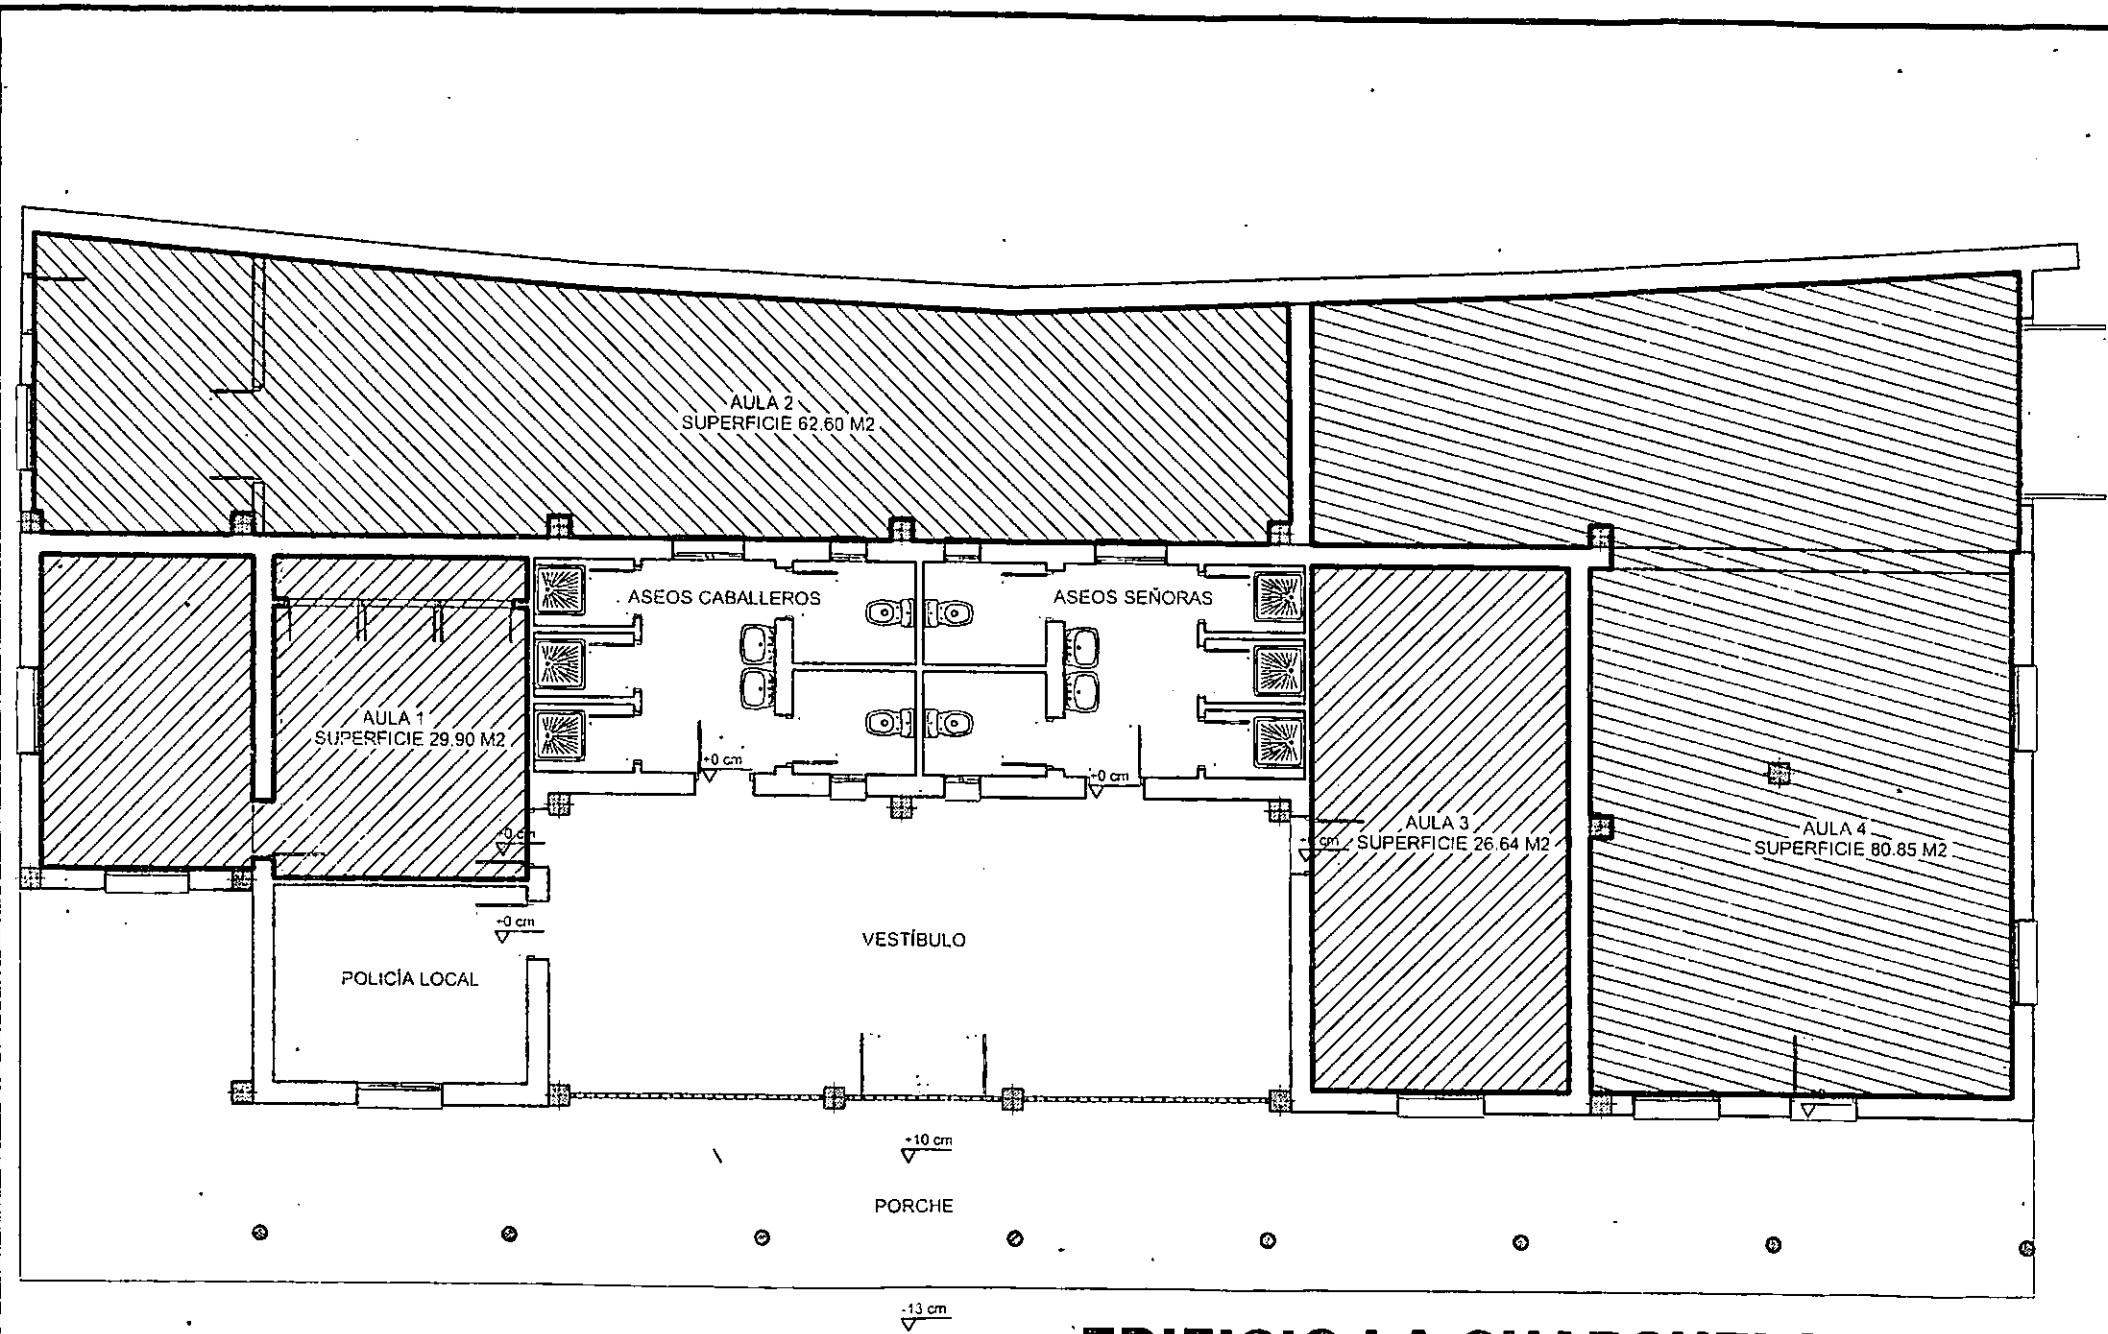 AULA 2
SUPERFICIE 62.60 M2
ASEOS CABALLEROS
ASEOS SEÑORAS
AULA 1
SUPERFICIE 29.90 M2
+0 cm
+0 cm
+0 cm
cm
AULA 3
SUPERFICIE 26.64 M2
AULA 4
SUPERFICIE 80.85 M2
+0 cm
VESTÍBULO
POLICÍA LOCAL
+10 cm
PORCHE
-13 cm